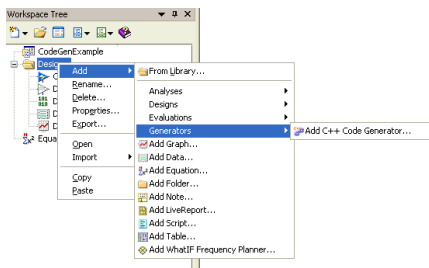 Workspace Tree
CodeGenExample
Desig
Add
Rename...
Delete...
Properties...
Export...
Open
Import
Copy
Paste
C
D
D
D
D
Equa
From Library...
Analyses
Designs
Evaluations
Generators
Add Graph...
Add Data...
Add Equation...
Add Folder...
Add Note...
Add LiveReport...
Add Script...
Add Table...
Add WhatIF Frequency Planner...
Add C++ Code Generator...